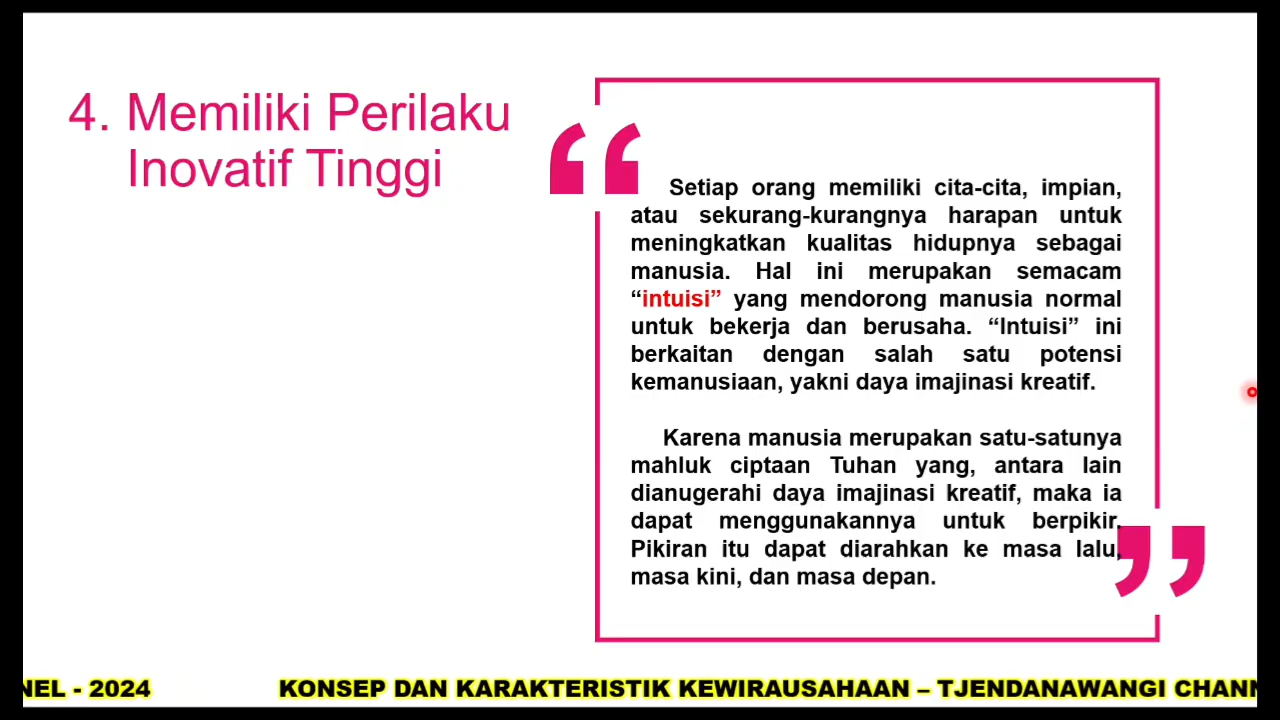 4. Memiliki Perilaku
Inovatif Tinggi
“
Setiap orang memiliki cita-cita, impian,
atau sekurang-kurangnya harapan untuk
meningkatkan kualitas hidupnya sebagai
manusia. Hal ini merupakan semacam
“intuisi” yang mendorong manusia normal
untuk bekerja dan berusaha. “Intuisi” ini
berkaitan dengan salah satu potensi
kemanusiaan, yakni daya imajinasi kreatif.
Karena manusia merupakan satu-satunya
mahluk ciptaan Tuhan yang, antara lain
dianugerahi daya imajinasi kreatif, maka ia
dapat menggunakannya untuk berpikir.
Pikiran itu dapat diarahkan ke masa lalu,
masa kini, dan masa depan.
”
NEL - 2024 KONSEP DAN KARAKTERISTIK KEWIRAUSAHAAN – TJENDANAWANGI CHANN